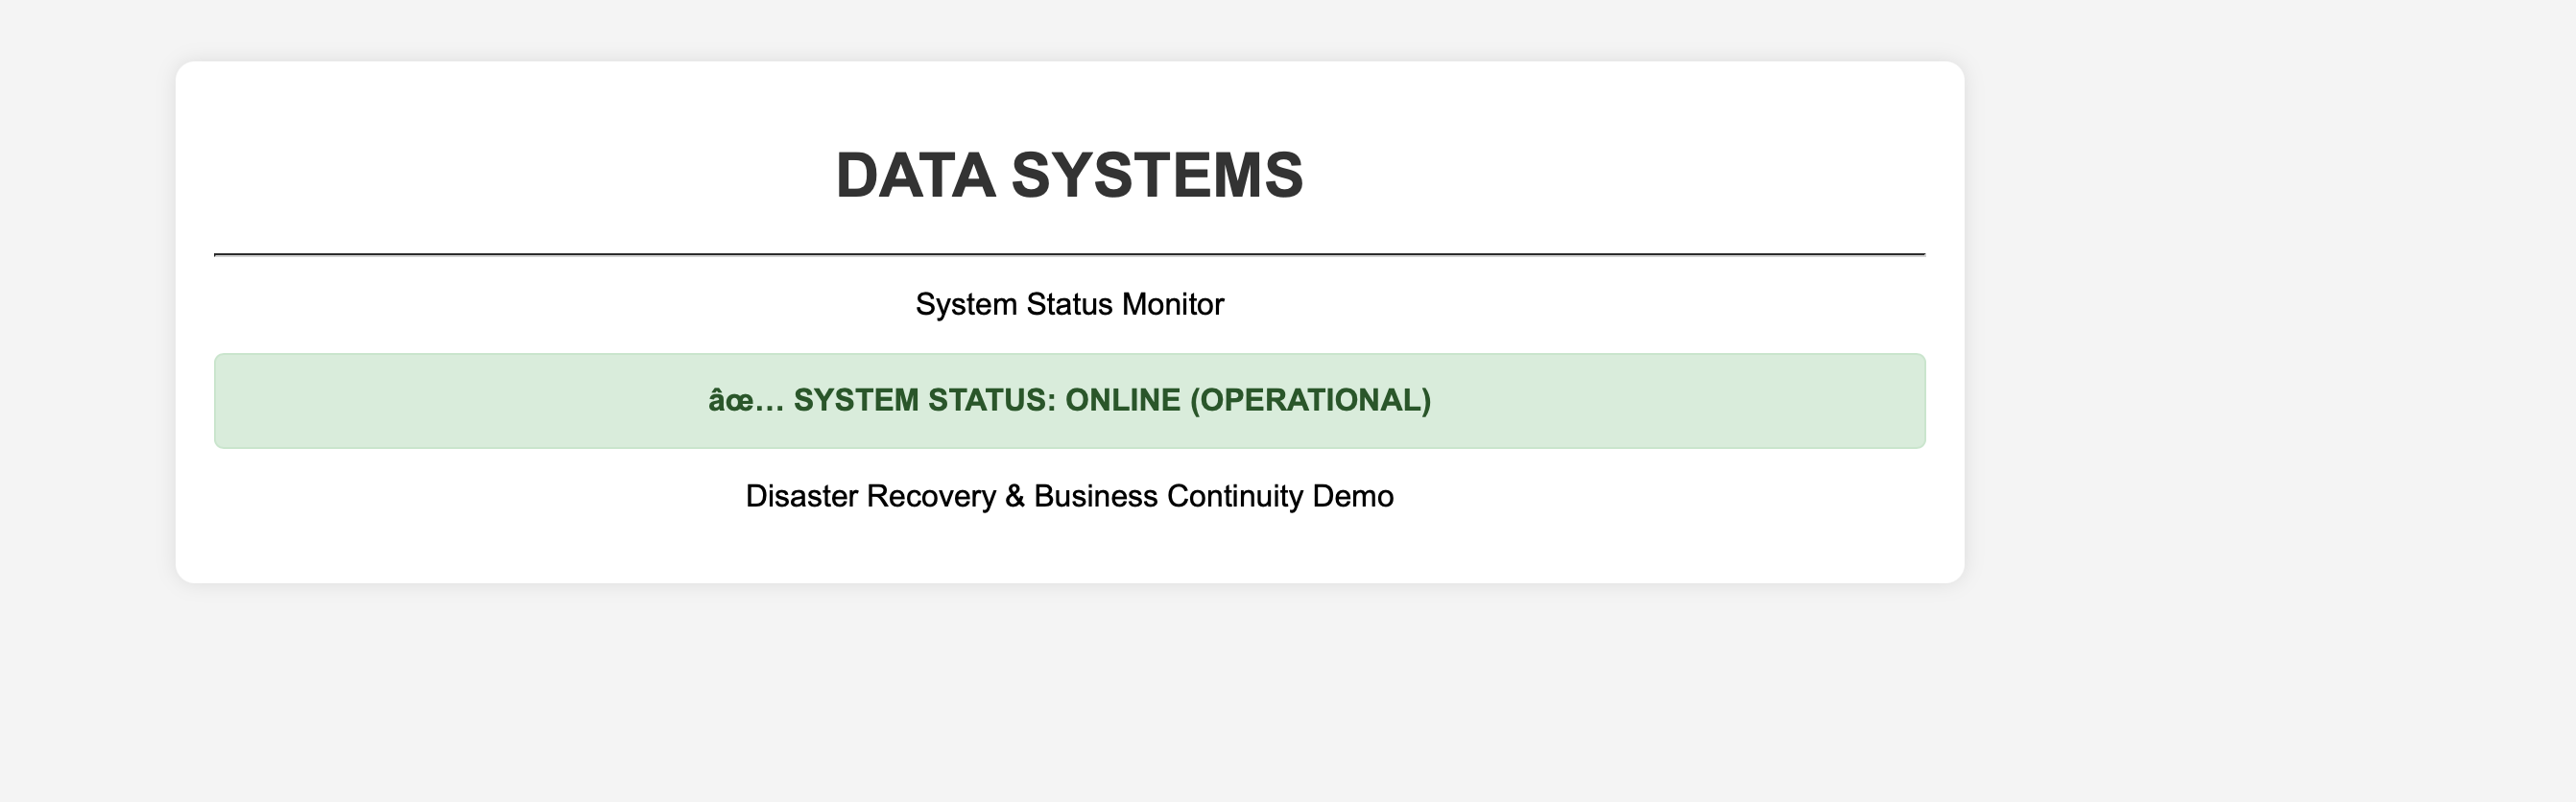 DATA SYSTEMS
System Status Monitor
âœ… SYSTEM STATUS: ONLINE (OPERATIONAL)
Disaster Recovery & Business Continuity Demo